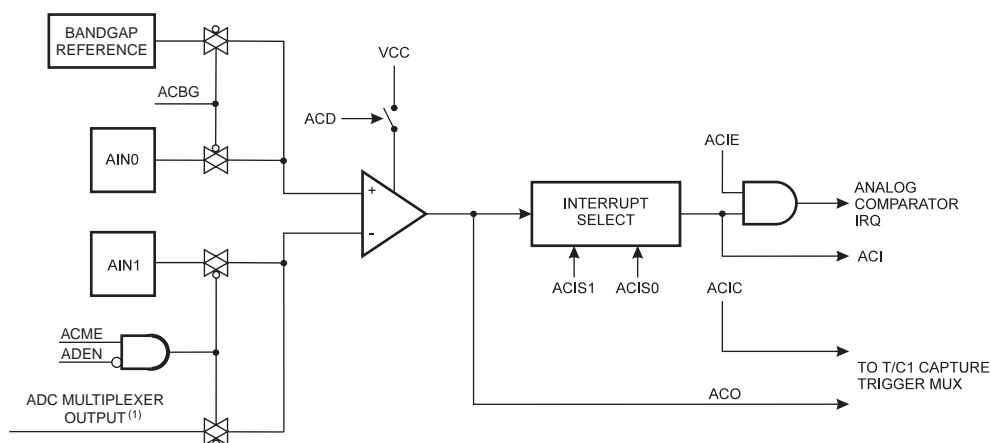 BANDGAP
REFERENCE
ACBG
AIN0
AIN1
ACME
ADEN
ADC MULTIPLEXER
OUTPUT (1)
VCC
ACD
+
-
INTERRUPT
SELECT
ACIS1 ACIS0
ACIE
ANALOG
COMPARATOR
IRQ
ACI
ACIC
TO T/C1 CAPTURE
TRIGGER MUX
ACO